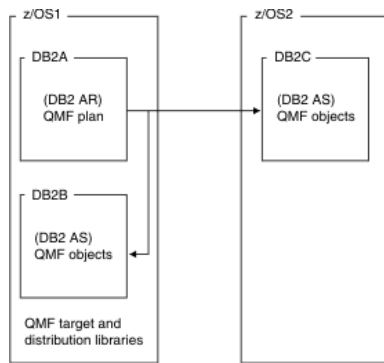 z/OS1
DB2A
(DB2 AR)
QMF plan
DB2B
(DB2 AS)
QMF objects
QMF target and
distribution libraries
z/OS2
DB2C
(DB2 AS)
QMF objects